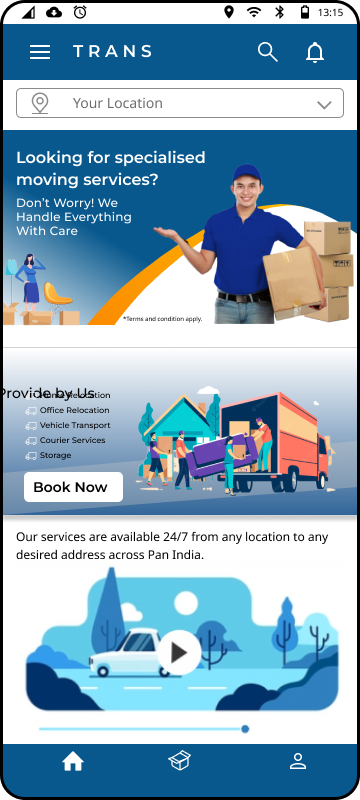 13:15
TRANS
Your Location
Looking for specialised
moving services?
Don't Worry! We
Handle Everything
With Care
*Terms and condition apply.
Provide by Us
Home Relocation
Office Relocation
Vehicle Transport
Courier Services
Storage
Book Now
Our services are available 24/7 from any location to any
desired address across Pan India.